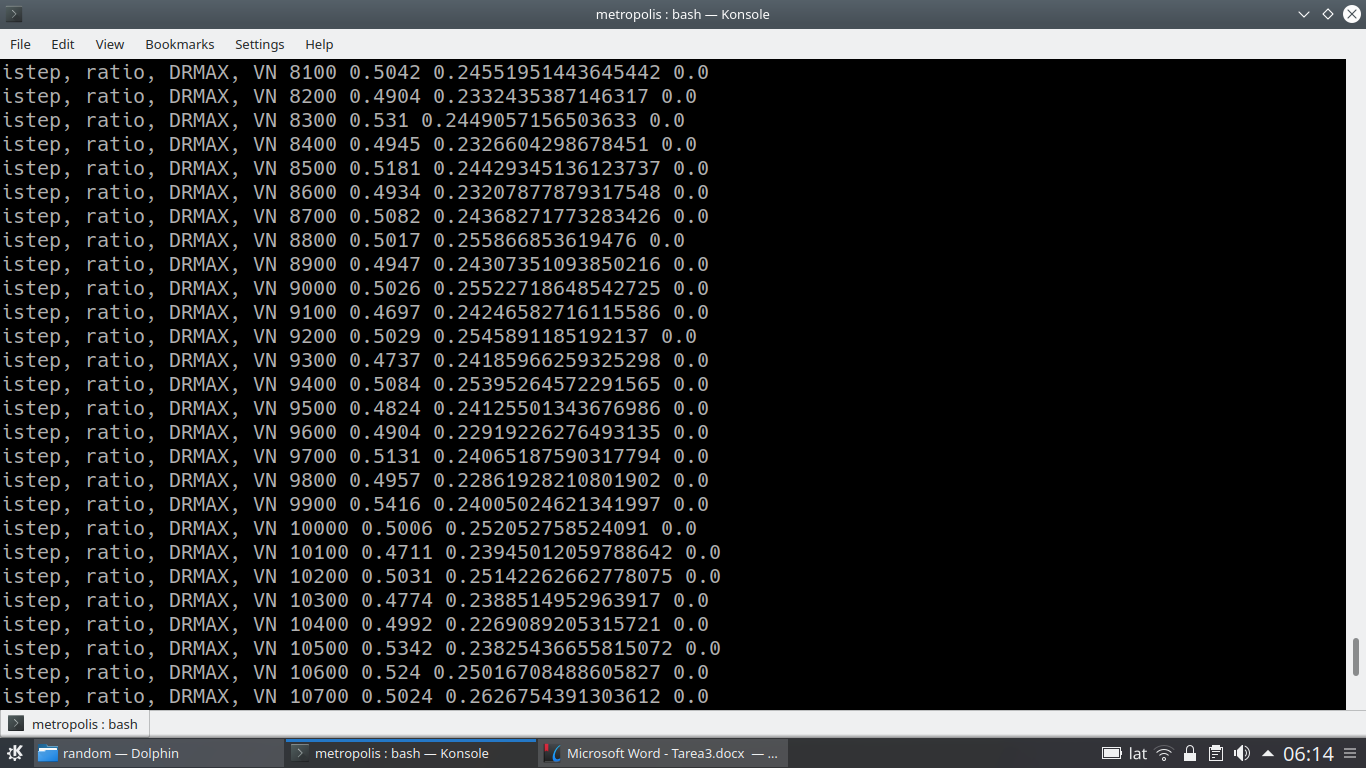 metropolis : bash — Konsole
File Edit View Bookmarks Settings Help
istep, ratio, DRMAX, VN 8100 0.5042 0.24551951443645442 0.0
istep, ratio, DRMAX, VN 8200 0.4904 0.2332435387146317 0.0
istep, ratio, DRMAX, VN 8300 0.531 0.2449057156503633 0.0
istep, ratio, DRMAX, VN 8400 0.4945 0.2326604298678451 0.0
istep, ratio, DRMAX, VN 8500 0.5181 0.24429345136123737 0.0
istep, ratio, DRMAX, VN 8600 0.4934 0.23207877879317548 0.0
istep, ratio, DRMAX, VN 8700 0.5082 0.24368271773283426 0.0
istep, ratio, DRMAX, VN 8800 0.5017 0.255866853619476 0.0
istep, ratio, DRMAX, VN 8900 0.4947 0.24307351093850216 0.0
istep, ratio, DRMAX, VN 9000 0.5026 0.25522718648542725 0.0
istep, ratio, DRMAX, VN 9100 0.4697 0.24246582716115586 0.0
istep, ratio, DRMAX, VN 9200 0.5029 0.2545891185192137 0.0
istep, ratio, DRMAX, VN 9300 0.4737 0.24185966259325298 0.0
istep, ratio, DRMAX, VN 9400 0.5084 0.25395264572291565 0.0
istep, ratio, DRMAX, VN 9500 0.4824 0.24125501343676986 0.0
istep, ratio, DRMAX, VN 9600 0.4904 0.22919226276493135 0.0
istep, ratio, DRMAX, VN 9700 0.5131 0.24065187590317794 0.0
istep, ratio, DRMAX, VN 9800 0.4957 0.22861928210801902 0.0
istep, ratio, DRMAX, VN 9900 0.5416 0.24005024621341997 0.0
istep, ratio, DRMAX, VN 10000 0.5006 0.252052758524091 0.0
istep, ratio, DRMAX, VN 10100 0.4711 0.23945012059788642 0.0
istep, ratio, DRMAX, VN 10200 0.5031 0.25142262662778075 0.0
istep, ratio, DRMAX, VN 10300 0.4774 0.2388514952963917 0.0
istep, ratio, DRMAX, VN 10400 0.4992 0.2269089205315721 0.0
istep, ratio, DRMAX, VN 10500 0.5342 0.23825436655815072 0.0
istep, ratio, DRMAX, VN 10600 0.524 0.25016708488605827 0.0
istep, ratio, DRMAX, VN 10700 0.5024 0.2626754391303612 0.0
metropolis : bash
random — Dolphin metropolis : bash — Konsole Microsoft Word - Tarea3.docx — ... lat 06:14